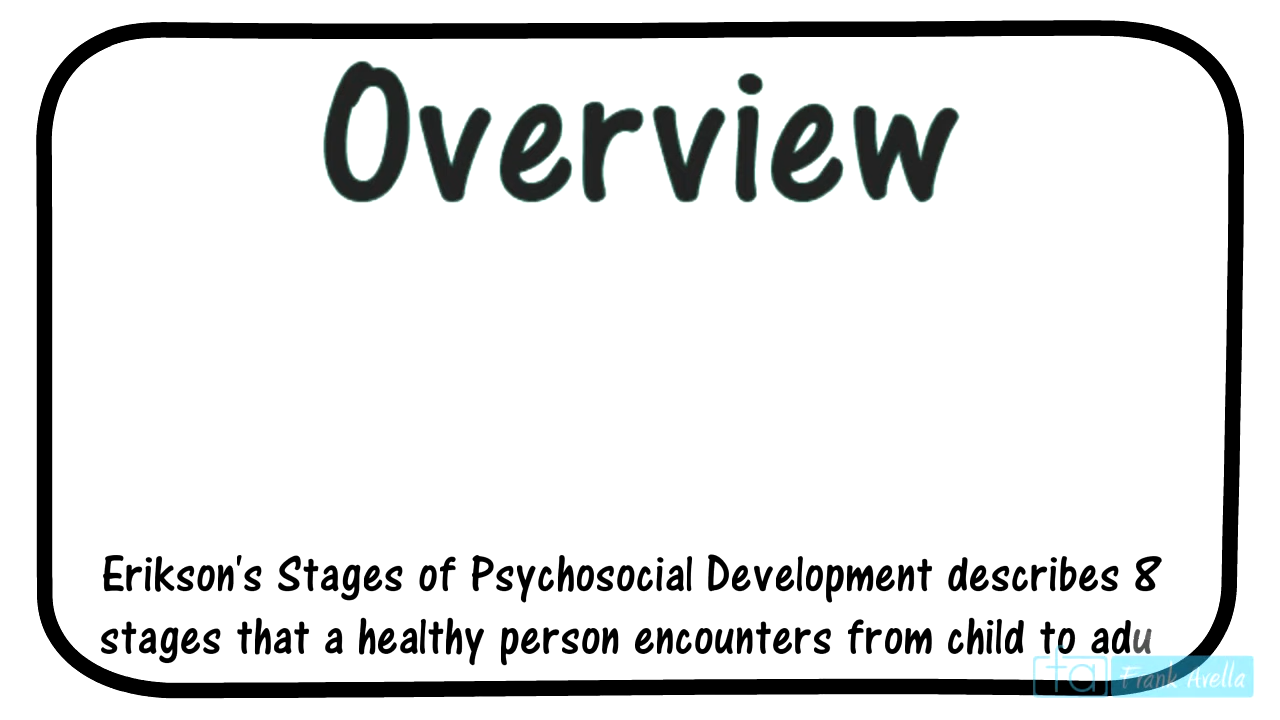 Overview
Erikson's Stages of Psychosocial Development describes 8
stages that a healthy person encounters from child to adu
fa Frank Avella